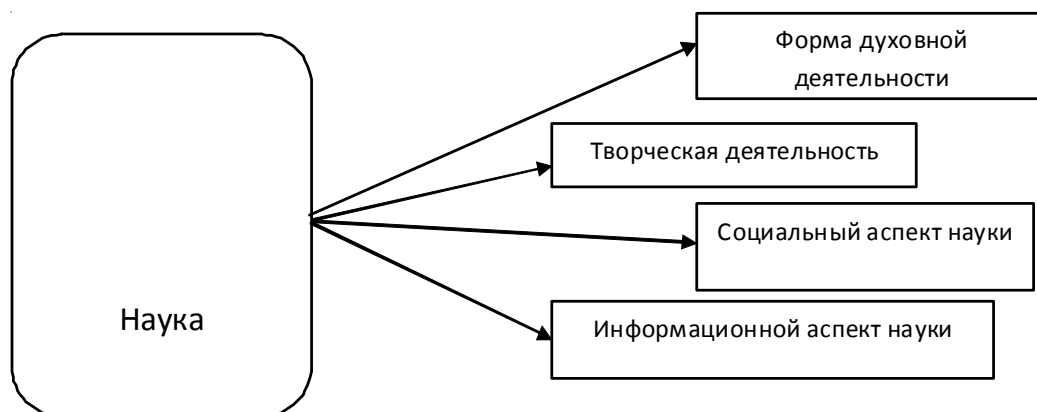 Форма духовной
деятельности
Творческая деятельность
Социальный аспект науки
Наука
Информационной аспект науки